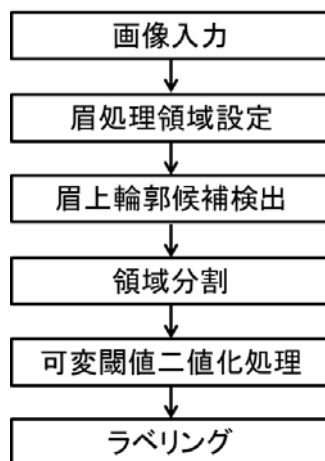 画像入力
眉処理領域設定
眉上輪郭候補検出
領域分割
可変閾値二値化処理
ラベリング